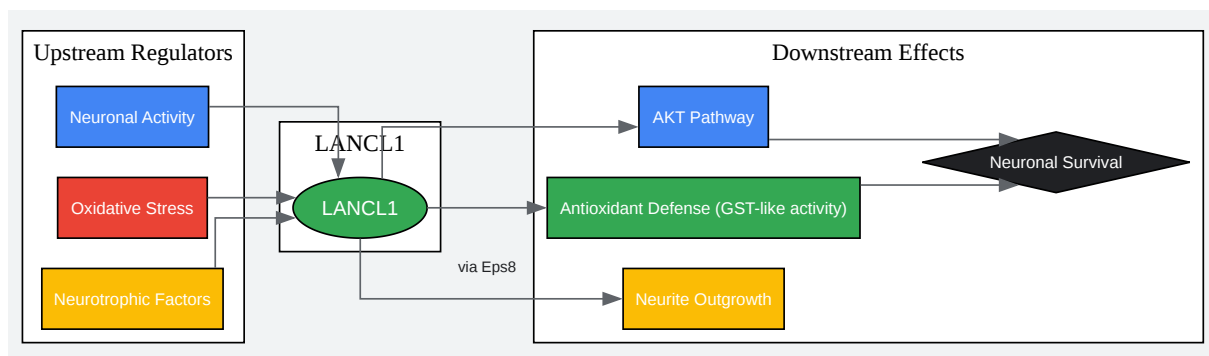 Upstream Regulators
Downstream Effects
Neuronal Activity
AKT Pathway
LANCL1
Neuronal Survival
Oxidative Stress
LANCL1
Antioxidant Defense (GST-like activity)
via Eps8
Neurotrophic Factors
Neurite Outgrowth